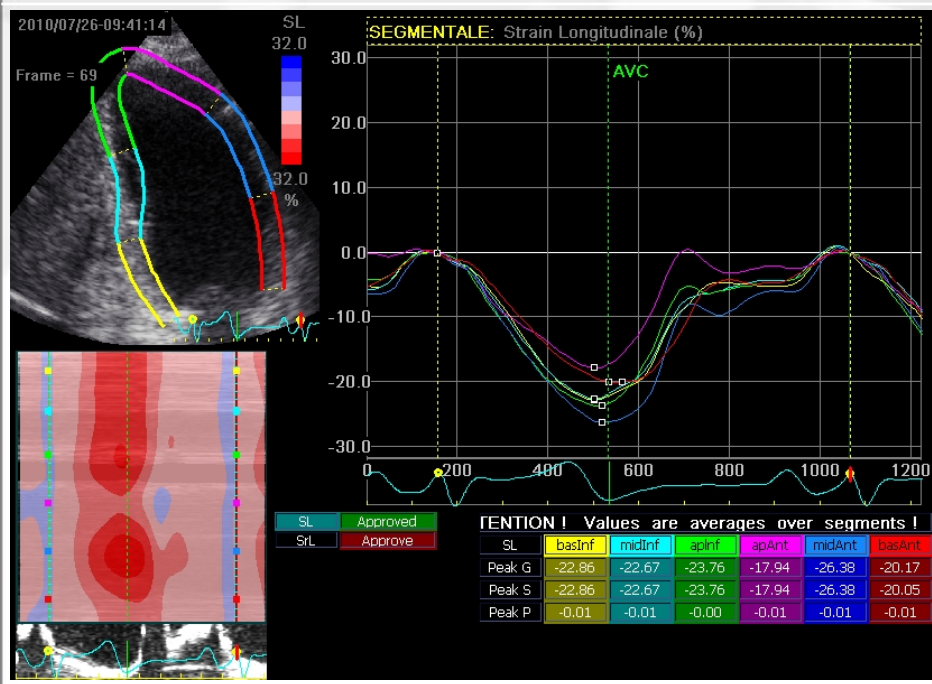 2010/07/26-09:41:14
SL
32.0
Frame = 69
32.0
%
SEGMENTALE: Strain Longitudinale (%)
AVC
30.0
20.0
10.0
0.0
-10.0
-20.0
-30.0
0 200 400 600 800 1000 1200
SL Approved
SrL Approve
TENTION ! Values are averages over segments !
SL basInf midInf apInf apAnt midAnt basAnt
Peak G -22.86 -22.67 -23.76 -17.94 -26.38 -20.17
Peak S -22.86 -22.67 -23.76 -17.94 -26.38 -20.05
Peak P -0.01 -0.01 -0.00 -0.01 -0.01 -0.01